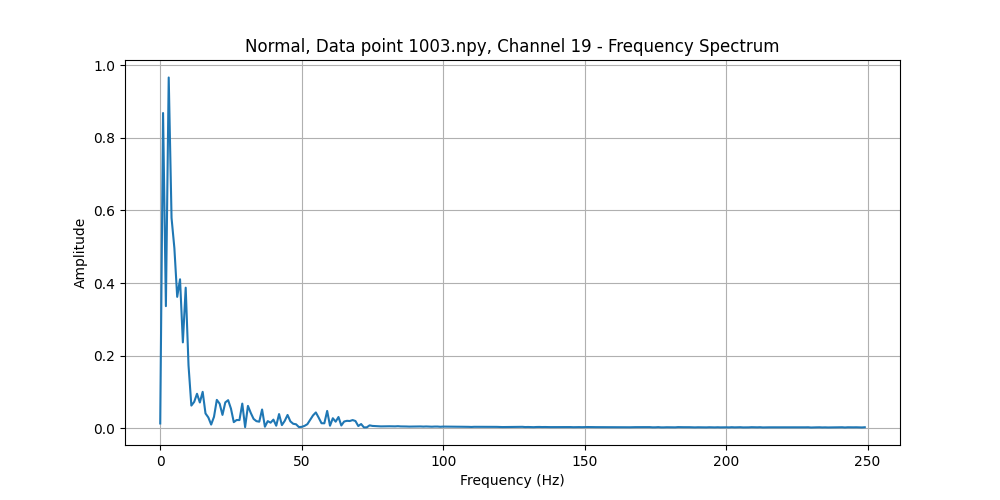 Normal, Data point 1003.npy, Channel 19 - Frequency Spectrum
1.0
0.8
0.6
0.4
0.2
0.0
Amplitude
0 50 100 150 200 250
Frequency (Hz)